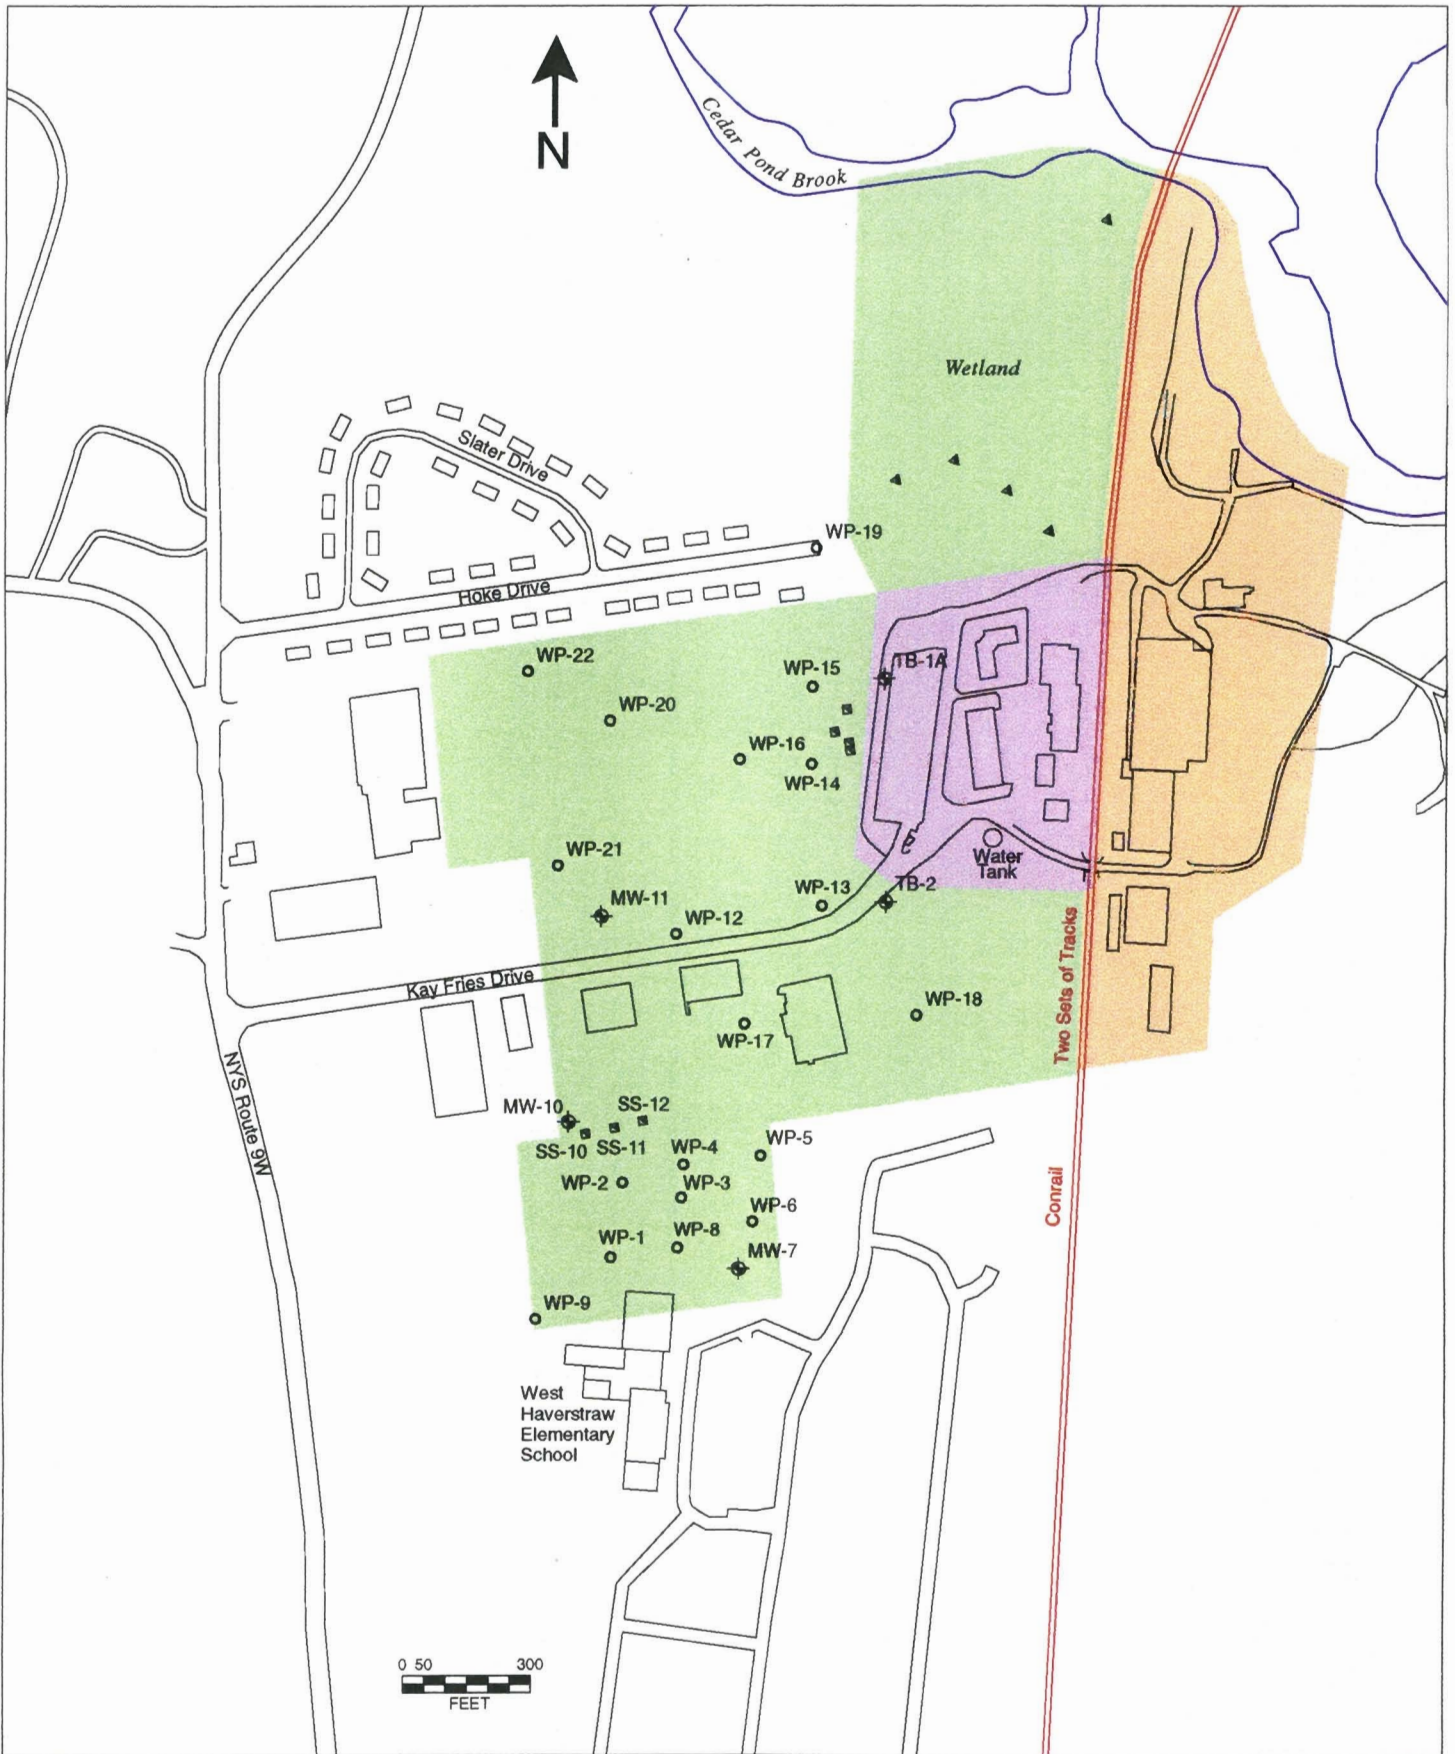 N
Cedar Pond Brook
Wetland
Slater Drive
WP-19
Hoke Drive
WP-22
WP-15
TB-1A
WP-20
WP-16
WP-14
WP-21
Water
Tank
WP-13
TB-2
MW-11
WP-12
Two Sets of Tracks
Kay Fries Drive
WP-18
WP-17
NYS Route 9W
MW-10
SS-12
SS-10
SS-11
WP-4
WP-5
WP-2
WP-3
WP-6
Conrail
WP-1
WP-8
MW-7
WP-9
West
Haverstraw
Elementary
School
0 50 300
FEET